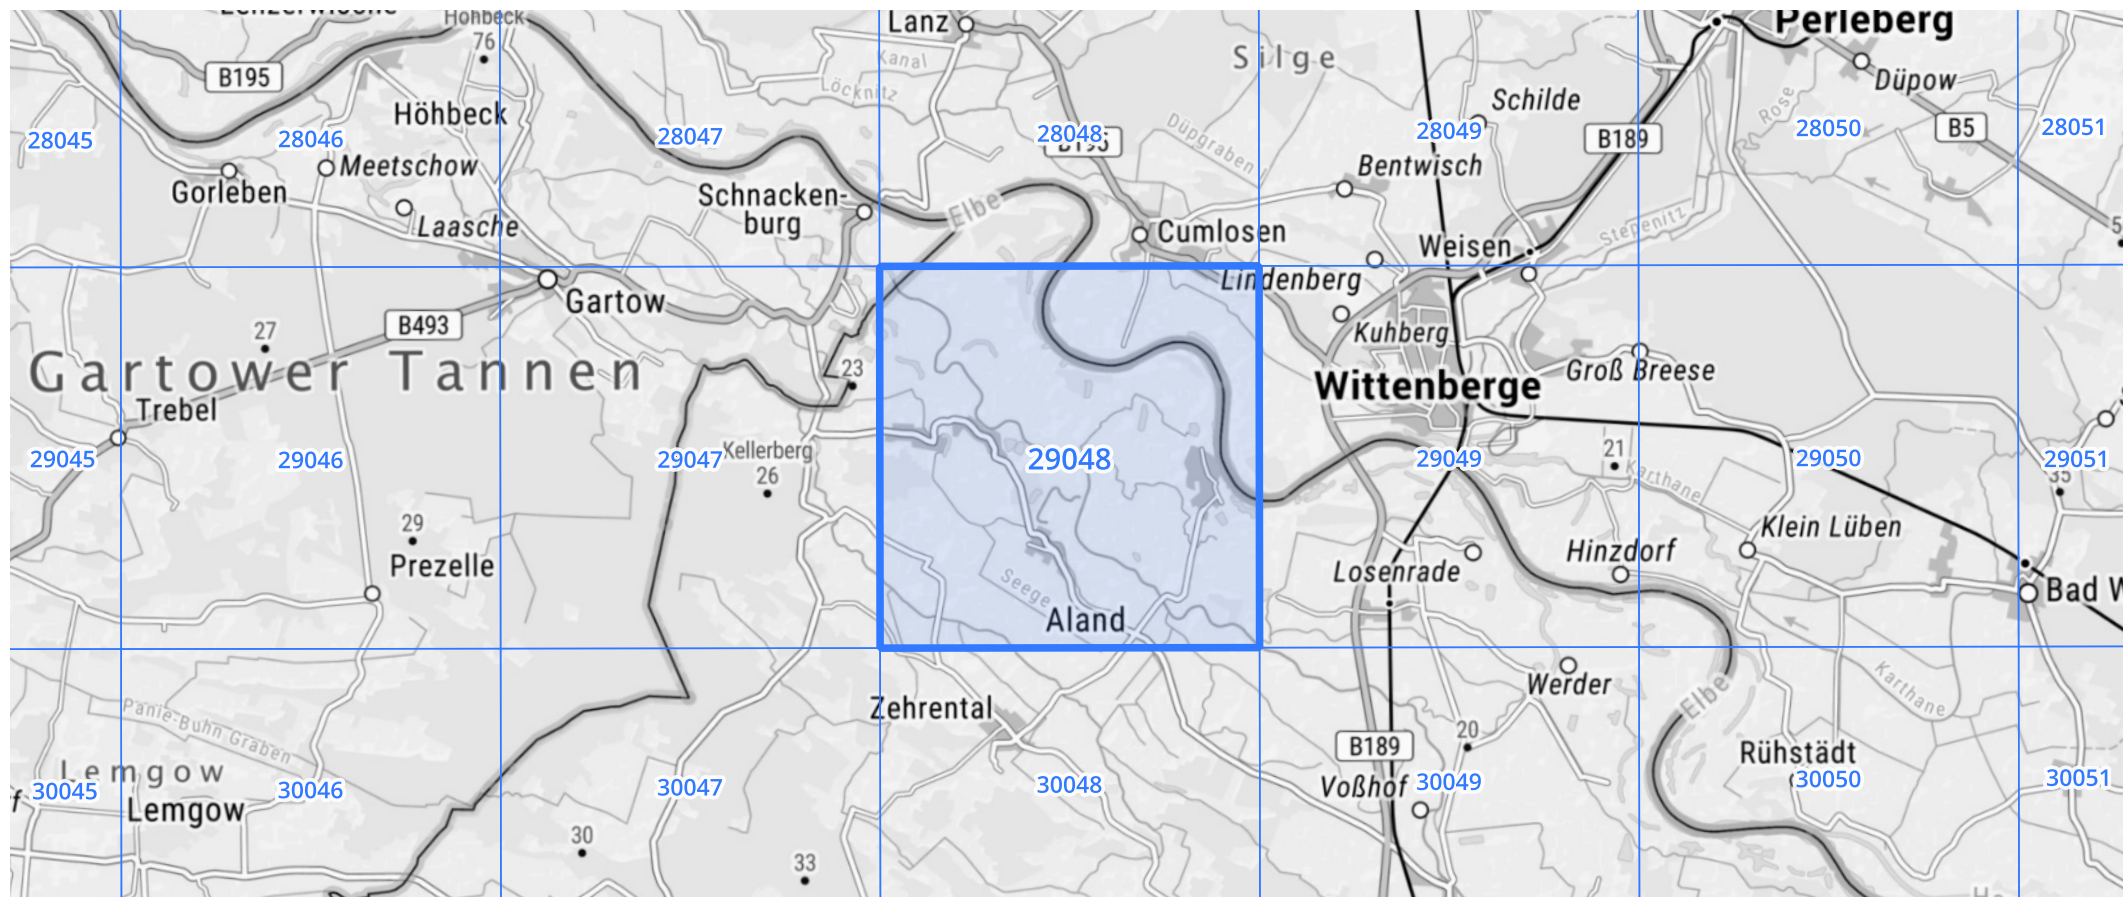 Höhbeck
Lanz
Perleberg
76
Silge
Kanal
B195
Düpow
Löcknitz
Höhbeck
Schilde
Rose
28045
28046
28047
28048
B195
Düpgraben
28049
B189
28050
B5
28051
Meetschow
Bentwisch
Gorleben
Schnacken-
burg
Elbe
Laasche
Cumlosen
Weisen
Stepenitz
5
Lindenberg
Gartow
B493
27
Kuhberg
Gartower Tannen
23
Wittenberge
Groß Breese
Trebel
29045
29046
29047
Kellerberg
26
29048
29049
21
Karthane
29050
29051
35
29
Klein Lüben
Prezelle
Hinzdorf
Losenrade
Seege
Bad W
Aland
Zehrental
Werder
Elbe
Karthane
Panie-Buhn Graben
20
B189
Rühstädt
Lemgow
30045
30046
30047
30048
Voßhof
30049
30050
30051
f
Lemgow
30
33